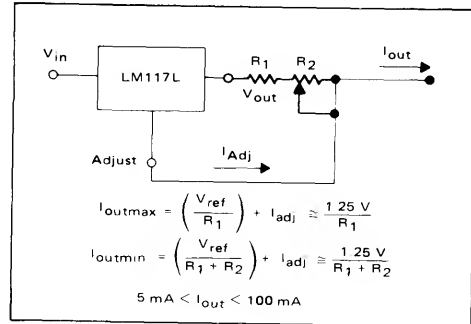 V_in
LM117L
R_1
R_2
V_out
I_out
Adjust
I_Adj
I_outmax = ( V_ref / R_1 ) + I_adj ≅ 1 25 V / R_1
I_outmin = ( V_ref / R_1 + R_2 ) + I_adj ≅ 1 25 V / R_1 + R_2
5 mA < I_out < 100 mA